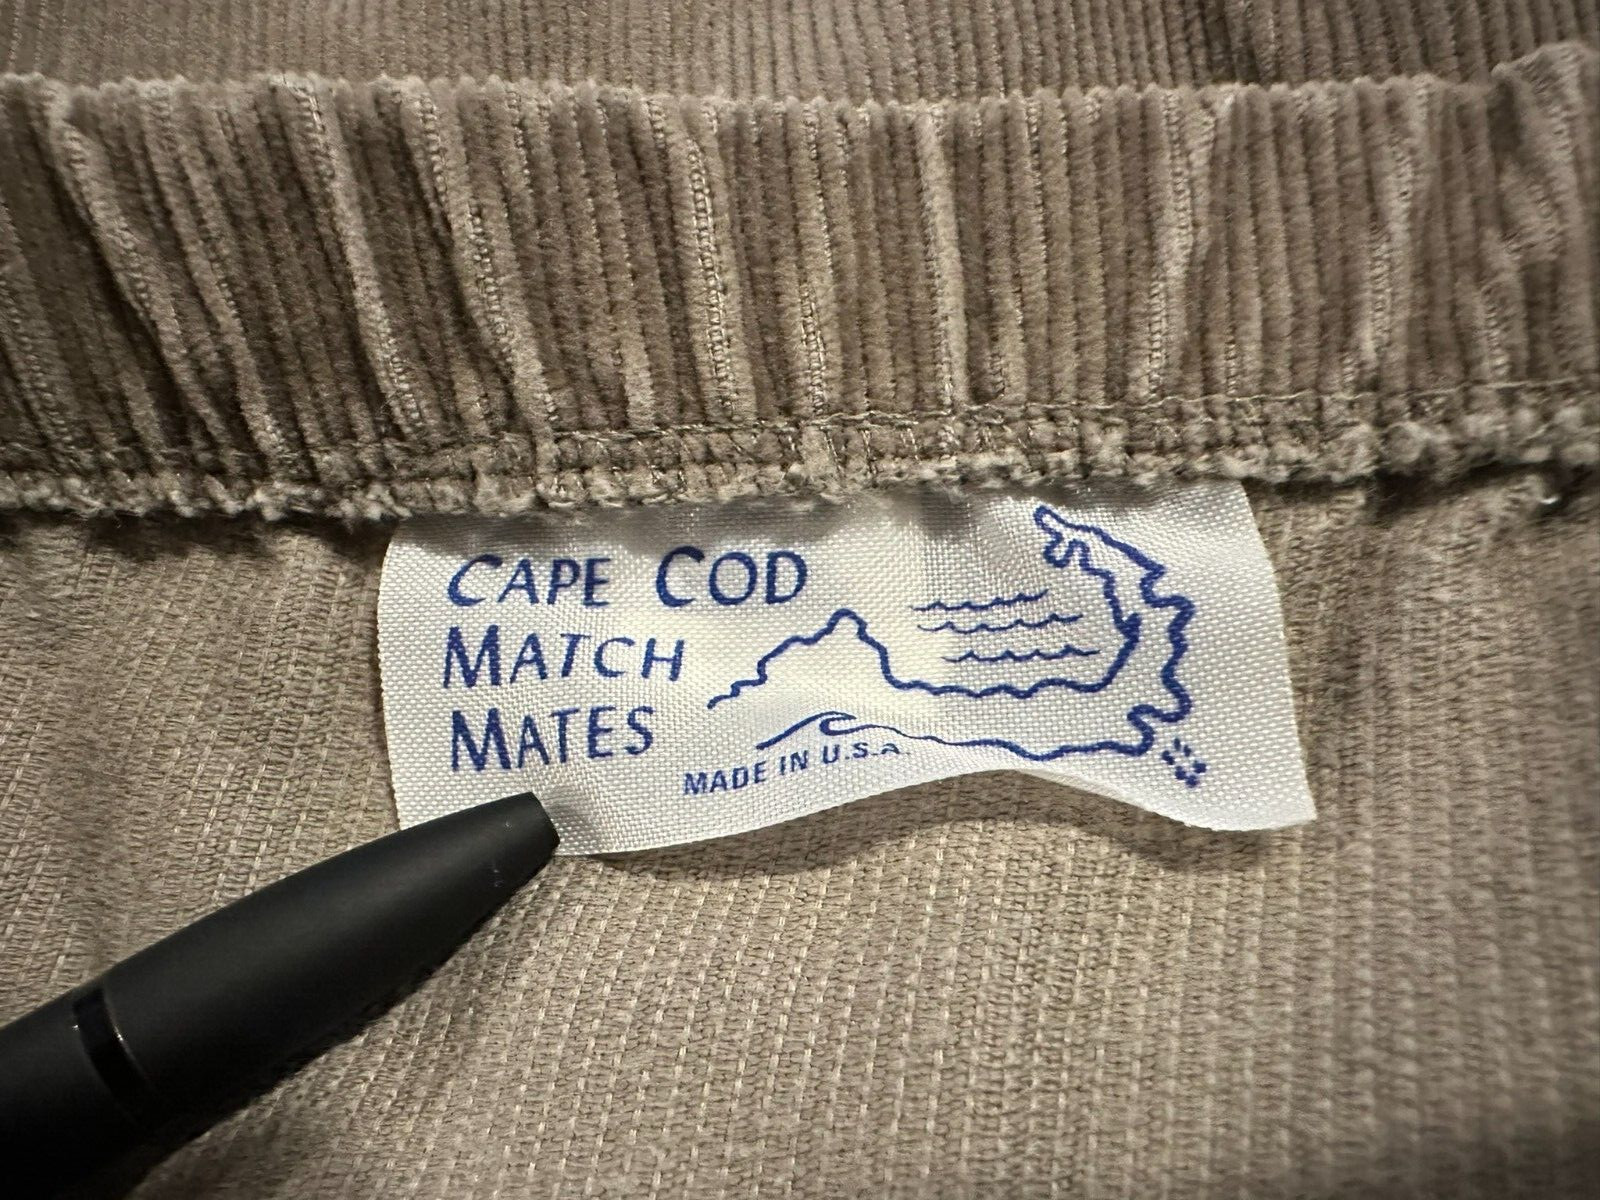 CAPE COD
MATCH
MATES
MADE IN U.S.A.